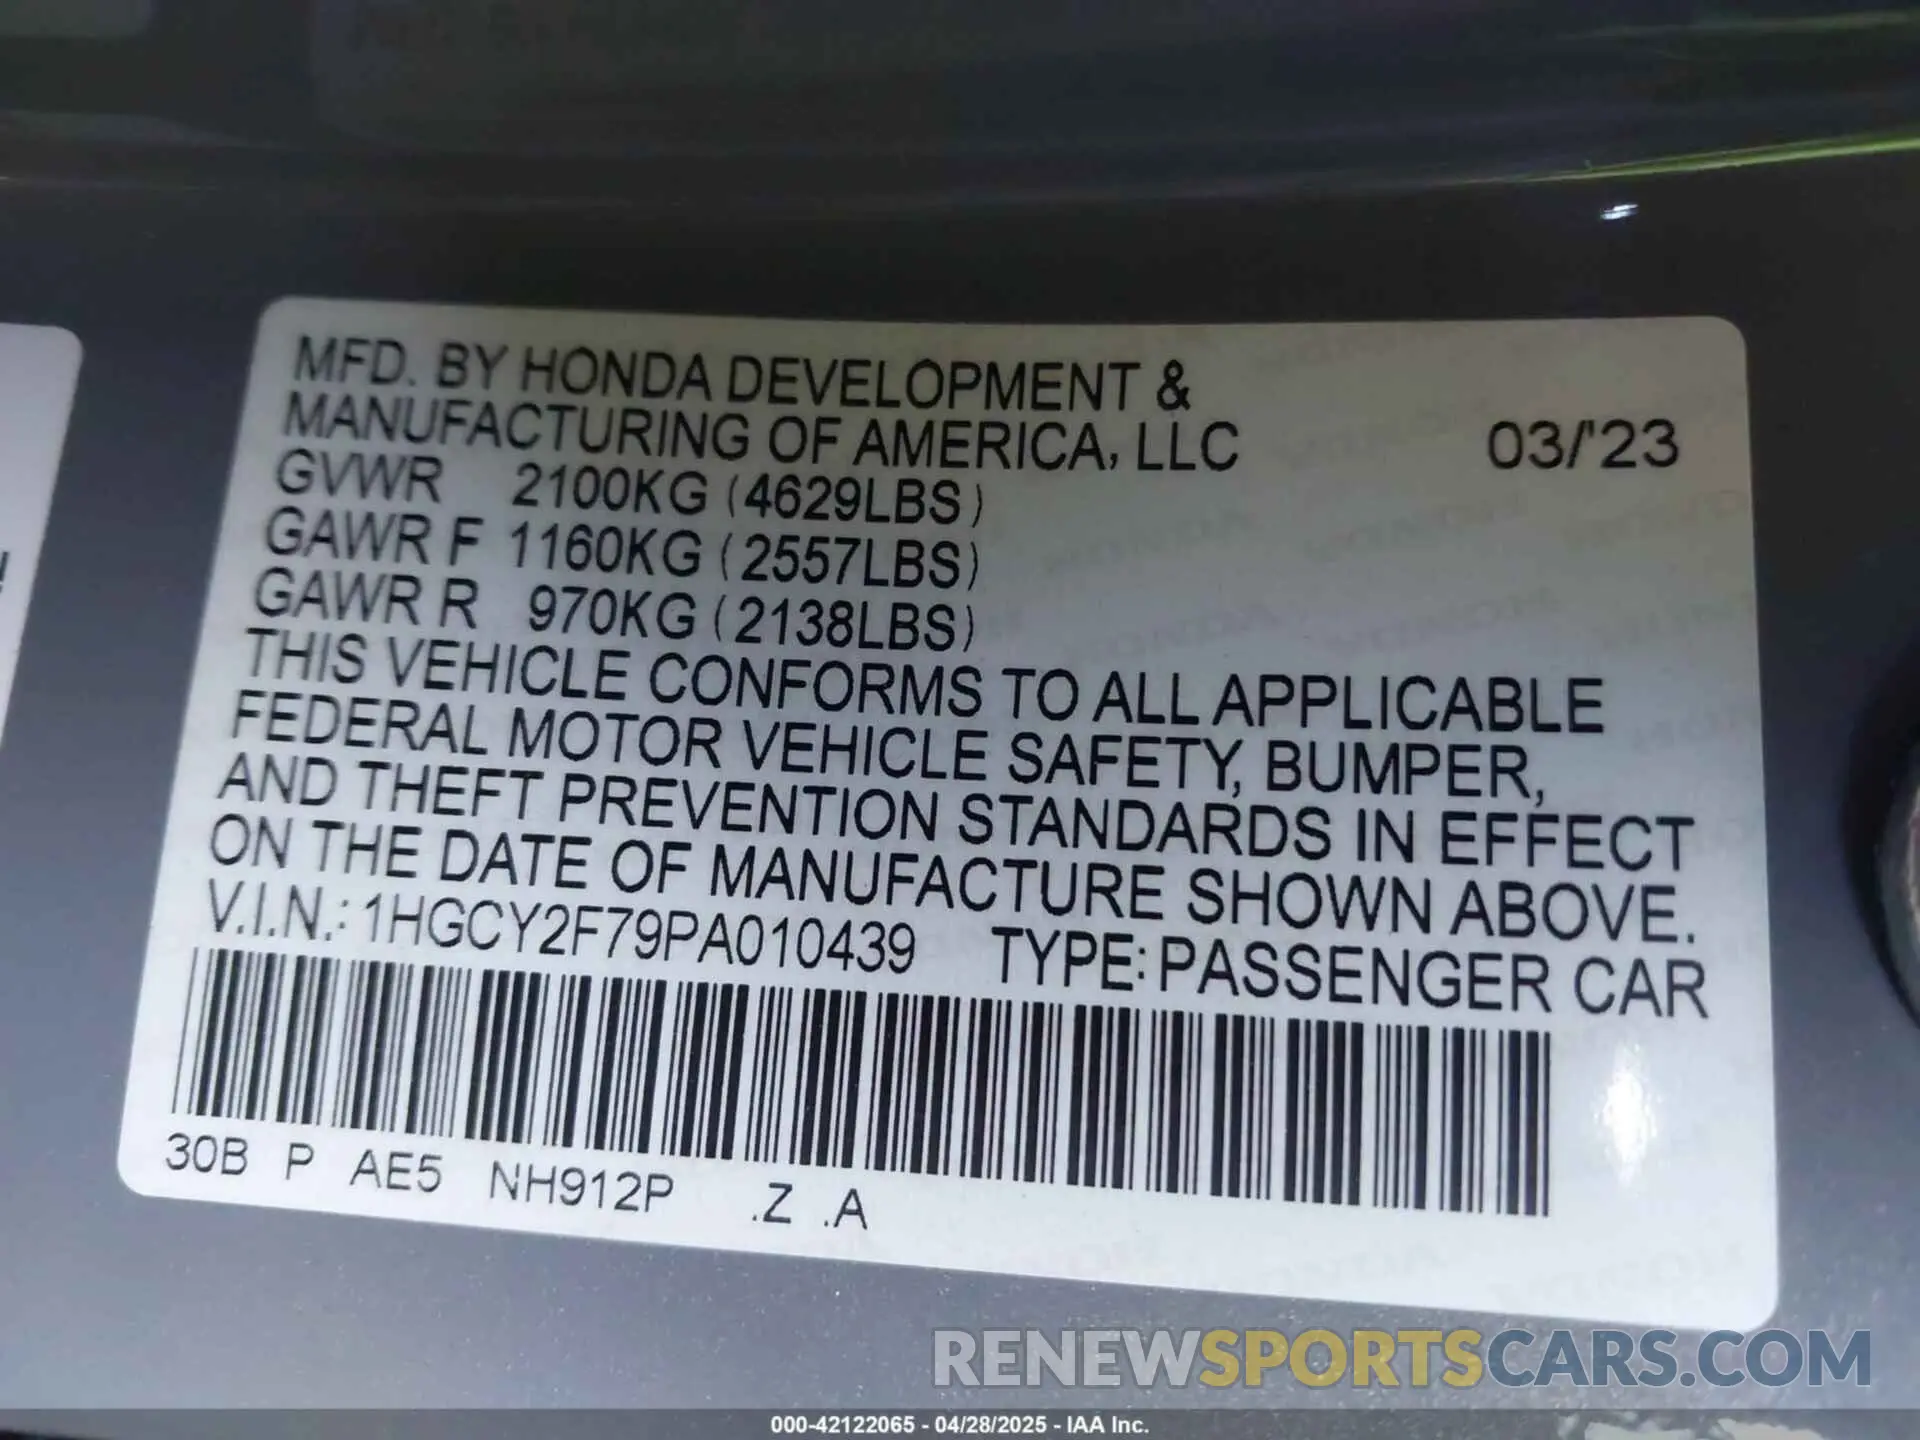 MFD. BY HONDA DEVELOPMENT &
MANUFACTURING OF AMERICA, LLC 03/'23
GVWR 2100KG (4629LBS)
GAWR F 1160KG (2557LBS)
GAWR R 970KG (2138LBS)
THIS VEHICLE CONFORMS TO ALL APPLICABLE
FEDERAL MOTOR VEHICLE SAFETY, BUMPER,
AND THEFT PREVENTION STANDARDS IN EFFECT
ON THE DATE OF MANUFACTURE SHOWN ABOVE.
V.I.N.: 1HGCY2F79PA010439 TYPE: PASSENGER CAR
30B P AE5 NH912P .Z .A
RENEWSPORTSCARS.COM
000-42122065 - 04/28/2025 - IAA Inc.